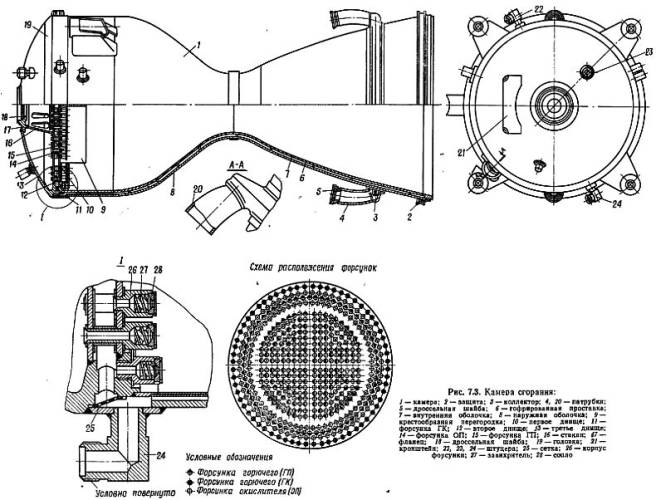 19
1
22
23
18
17
16
15
14
13
12
I
11
10
9
8
А-А
20
7
6
5
4
3
2
21
24
I
26 27 28
25
24
Условно повернуто
Схема расположения форсунок
Условные обозначения
Форсунка горючего (ГП)
Форсунка горючего (ГК)
Форсунка окислителя (ОП)
Рис. 7.3. Камера сгорания:
1 — камера; 2 — защита; 3 — коллектор; 4, 20 — патрубки;
5 — дроссельная шайба; 6 — гофрированная проставка;
7 — внутренняя оболочка; 8 — наружная оболочка; 9 —
крестообразная перегородка; 10 — первое днище; 11 —
форсунка ГК; 12 — второе днище; 13 — третье днище;
14 — форсунка ОП; 15 — форсунка ГП; 16 — стакан; 17 —
фланец; 18 — дроссельная шайба; 19 — головка; 21 —
кронштейн; 22, 23, 24 — штуцера; 25 — сетка; 26 — корпус
форсунки; 27 — завихритель; 28 — сопло